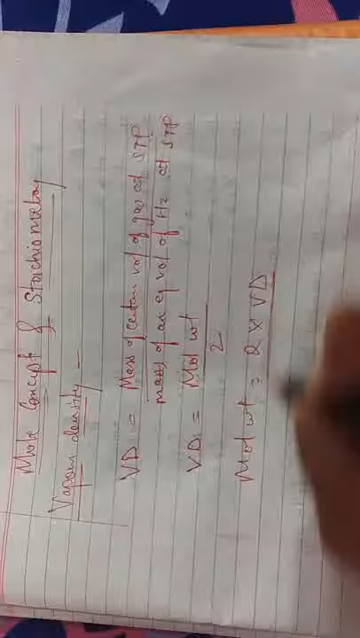 Mole Concept & Stoichiometry
Vapour density -
VD = Mass of certain vol of gas at STP
mass of an eq vol of H2 at STP
VD = Mol wt
2
Mol wt = 2 x VD